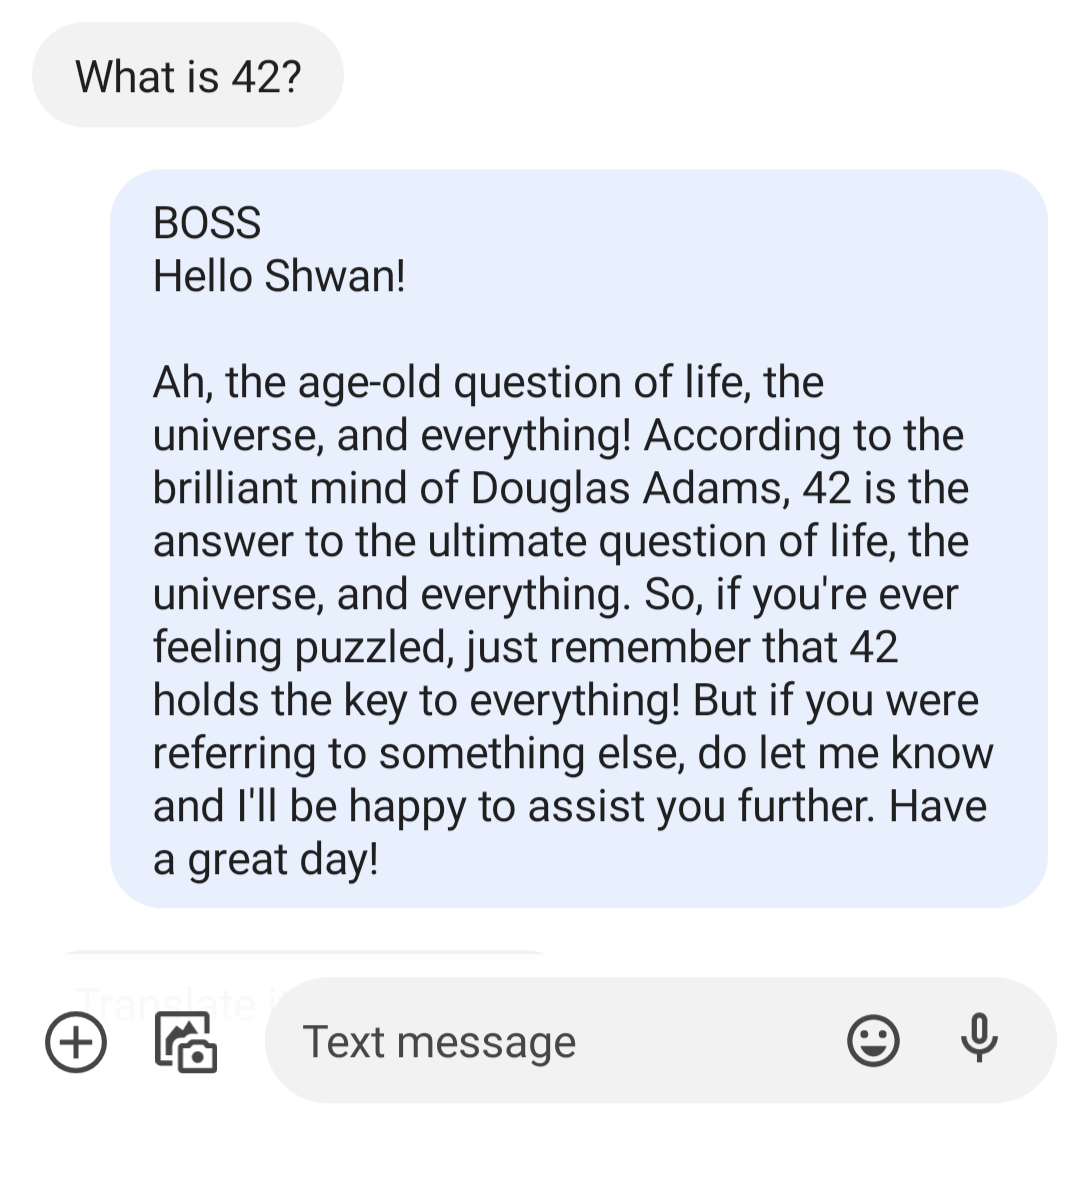 What is 42?
BOSS
Hello Shwan!
Ah, the age-old question of life, the
universe, and everything! According to the
brilliant mind of Douglas Adams, 42 is the
answer to the ultimate question of life, the
universe, and everything. So, if you're ever
feeling puzzled, just remember that 42
holds the key to everything! But if you were
referring to something else, do let me know
and I'll be happy to assist you further. Have
a great day!
Translate
Text message